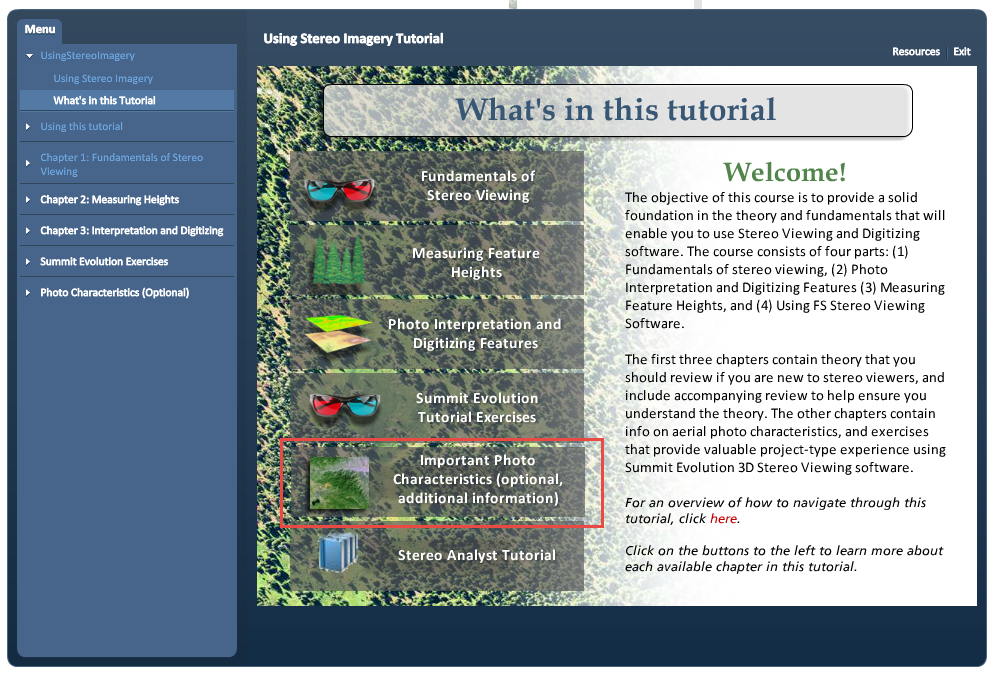 Menu
UsingStereoImagery
Using Stereo Imagery
What's in this Tutorial
Using this tutorial
Chapter 1: Fundamentals of Stereo
Viewing
Chapter 2: Measuring Heights
Chapter 3: Interpretation and Digitizing
Summit Evolution Exercises
Photo Characteristics (Optional)
Using Stereo Imagery Tutorial
Resources
Exit
What's in this tutorial
Fundamentals of
Stereo Viewing
Measuring Feature
Heights
Photo Interpretation and
Digitizing Features
Summit Evolution
Tutorial Exercises
Important Photo
Characteristics (optional,
additional information)
Stereo Analyst Tutorial
Welcome!
The objective of this course is to provide a solid
foundation in the theory and fundamentals that will
enable you to use Stereo Viewing and Digitizing
software. The course consists of four parts: (1)
Fundamentals of stereo viewing, (2) Photo
Interpretation and Digitizing Features (3) Measuring
Feature Heights, and (4) Using FS Stereo Viewing
Software.
The first three chapters contain theory that you
should review if you are new to stereo viewers, and
include accompanying review to help ensure you
understand the theory. The other chapters contain
info on aerial photo characteristics, and exercises
that provide valuable project-type experience using
Summit Evolution 3D Stereo Viewing software.
For an overview of how to navigate through this
tutorial, click here.
Click on the buttons to the left to learn more about
each available chapter in this tutorial.